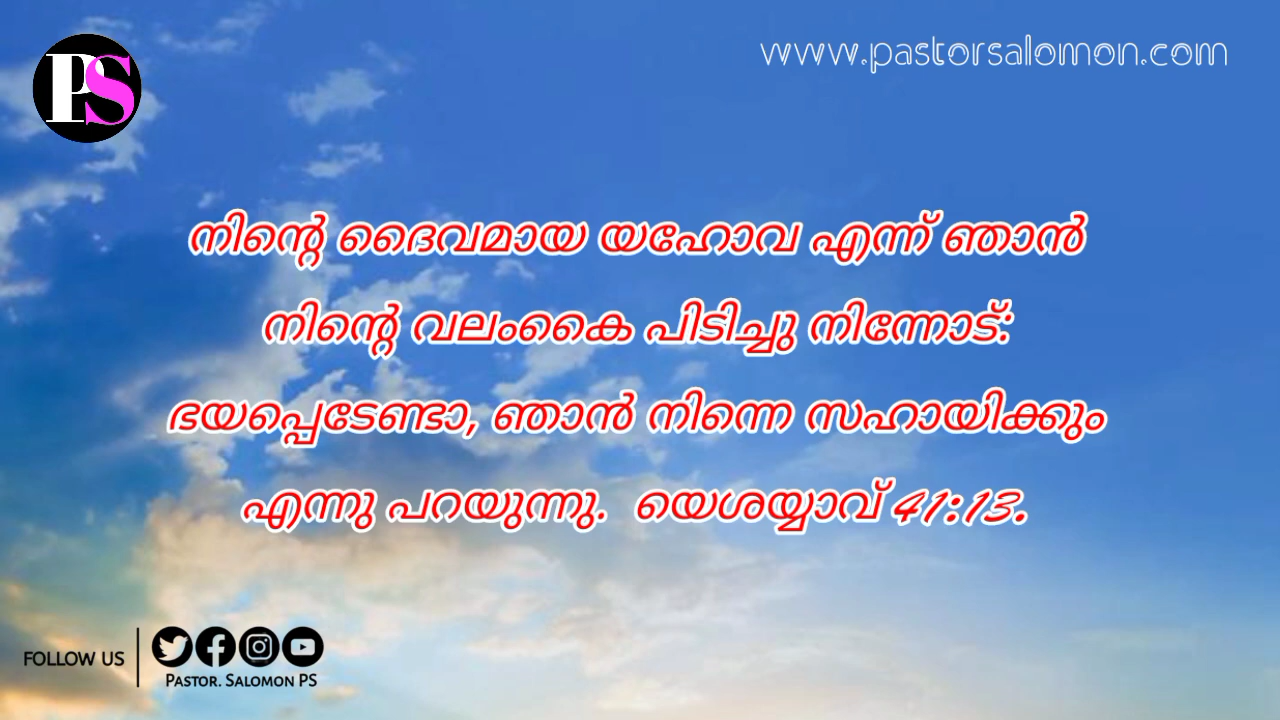 PS
www.pastorsalomon.com
നിന്റെ ദൈവമായ യഹോവ എന്ന് ഞാൻ
നിന്റെ വലംകൈ പിടിച്ചു നിന്നോട്:
ഭയപ്പെടേണ്ടാ, ഞാൻ നിന്നെ സഹായിക്കും
എന്നു പറയുന്നു. യെശയ്യാവ് 41:13.
FOLLOW US
PASTOR. SALOMON PS